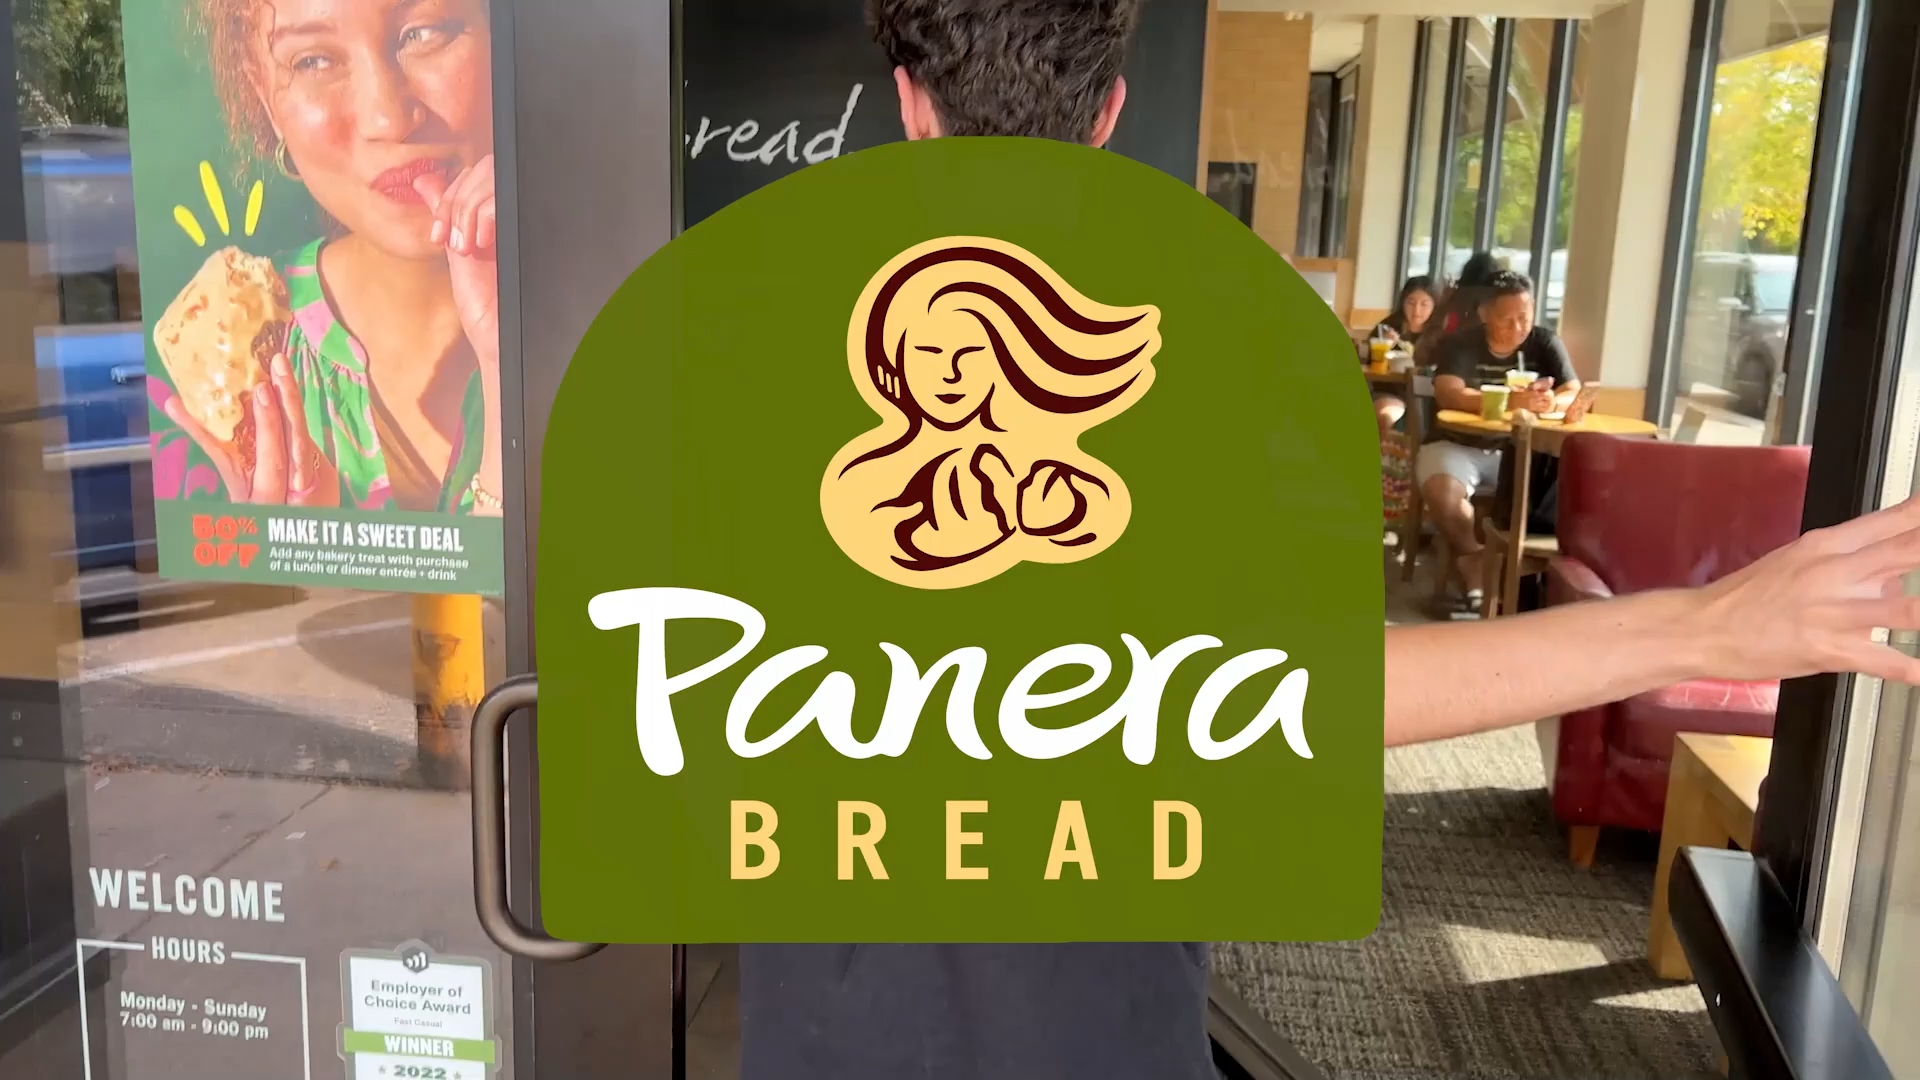 read
50%
OFF
MAKE IT A SWEET DEAL
Add any bakery treat with purchase
of a lunch or dinner entrée + drink
Panera
BREAD
WELCOME
HOURS
Monday - Sunday
7:00 am - 9:00 pm
Employer of
Choice Award
Fast Casual
WINNER
2022